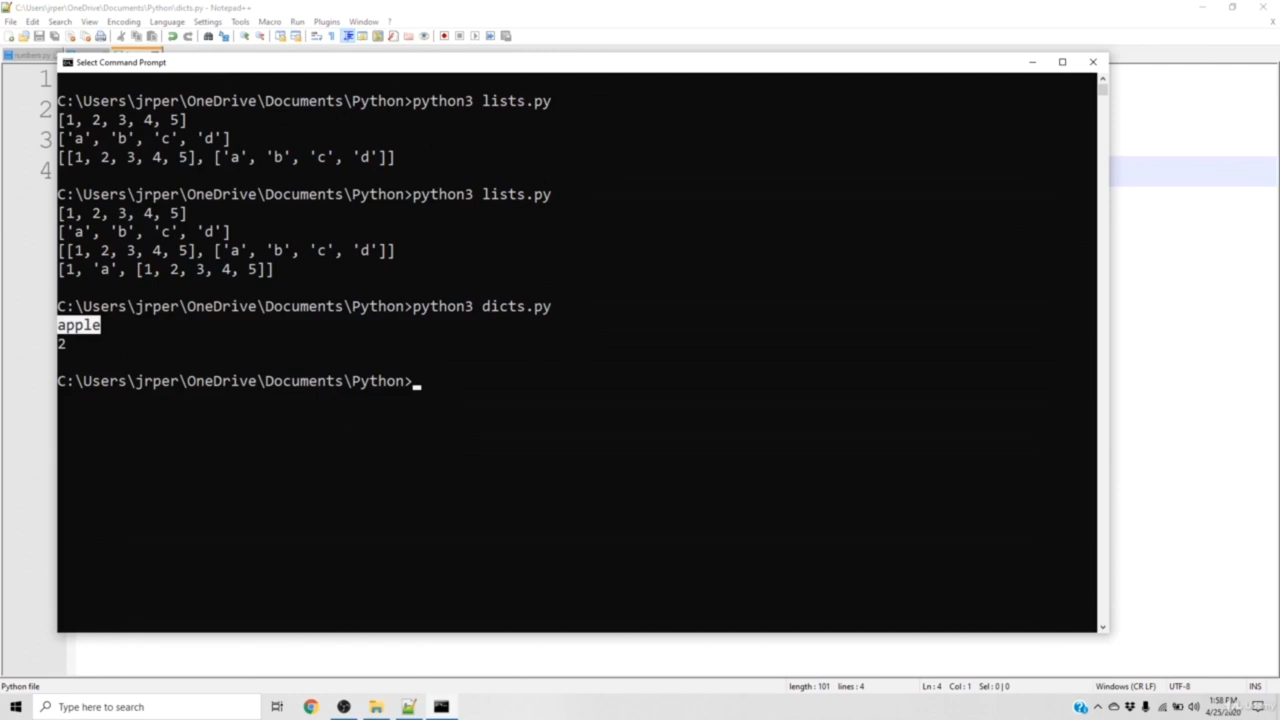 C:\Users\jrper\OneDrive\Documents\Python\dicts.py - Notepad++
File Edit Search View Encoding Language Settings Tools Macro Run Plugins Window ?
Select Command Prompt
1
2
3
4
C:\Users\jrper\OneDrive\Documents\Python>python3 lists.py
[1, 2, 3, 4, 5]
['a', 'b', 'c', 'd']
[[1, 2, 3, 4, 5], ['a', 'b', 'c', 'd']]
C:\Users\jrper\OneDrive\Documents\Python>python3 lists.py
[1, 2, 3, 4, 5]
['a', 'b', 'c', 'd']
[[1, 2, 3, 4, 5], ['a', 'b', 'c', 'd']]
[1, 'a', [1, 2, 3, 4, 5]]
C:\Users\jrper\OneDrive\Documents\Python>python3 dicts.py
apple
2
C:\Users\jrper\OneDrive\Documents\Python>
Python file length : 101 lines : 4 Ln : 4 Col : 1 Sel : 0 | 0 Windows (CR LF) UTF-8 INS
Type here to search
1:58 PM
4/25/2020